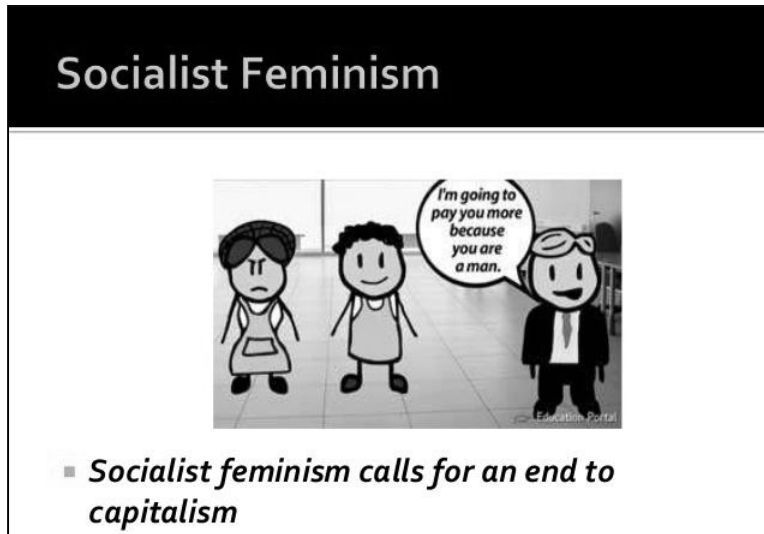 Socialist Feminism
I'm going to
pay you more
because
you are
a man.
Education Portal
Socialist feminism calls for an end to
capitalism